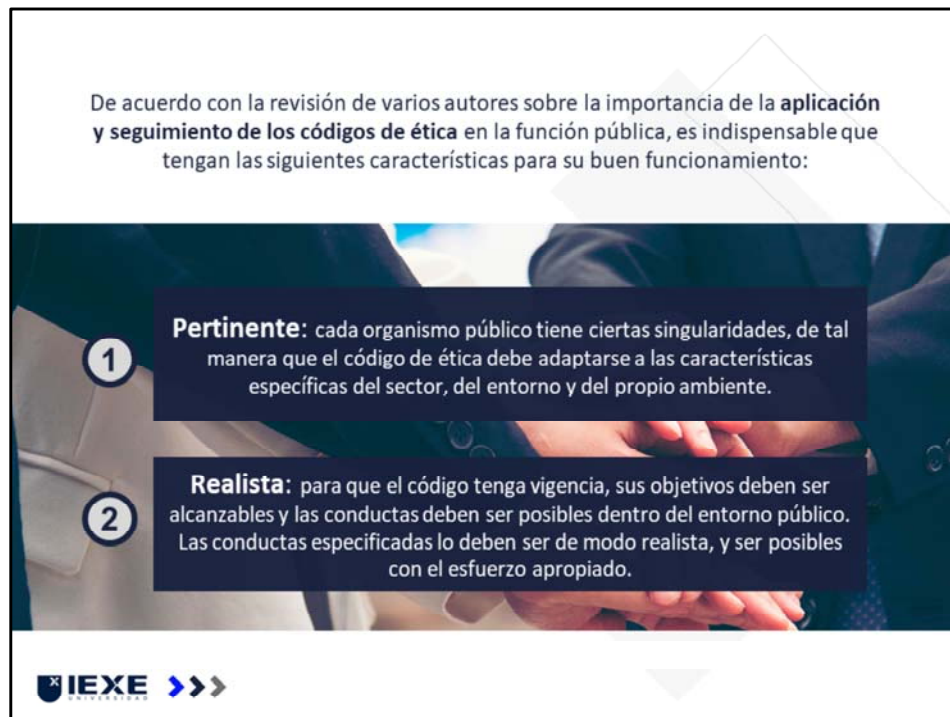 De acuerdo con la revisión de varios autores sobre la importancia de la aplicación
y seguimiento de los códigos de ética en la función pública, es indispensable que
tengan las siguientes características para su buen funcionamiento:
1
Pertinente: cada organismo público tiene ciertas singularidades, de tal
manera que el código de ética debe adaptarse a las características
específicas del sector, del entorno y del propio ambiente.
2
Realista: para que el código tenga vigencia, sus objetivos deben ser
alcanzables y las conductas deben ser posibles dentro del entorno público.
Las conductas especificadas lo deben ser de modo realista, y ser posibles
con el esfuerzo apropiado.
IEXE
UNIVERSIDAD